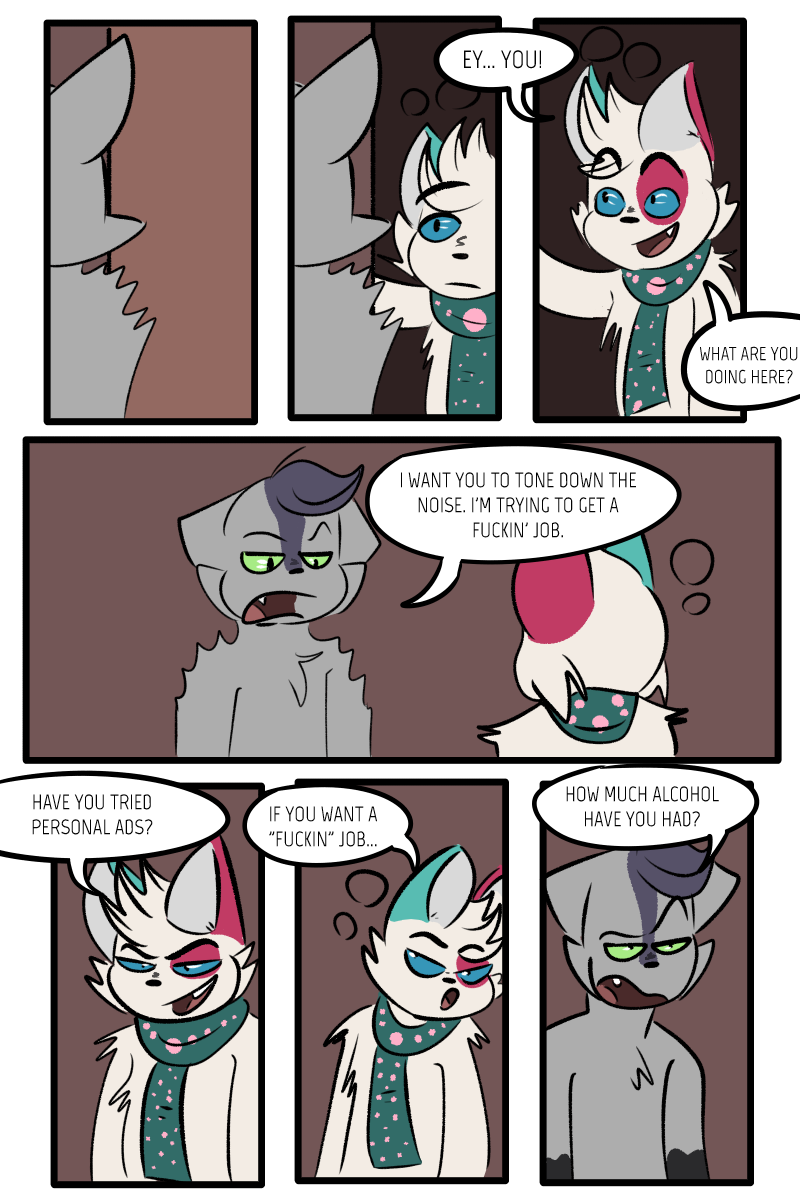 EY... YOU!
WHAT ARE YOU
DOING HERE?
I WANT YOU TO TONE DOWN THE
NOISE. I'M TRYING TO GET A
FUCKIN' JOB.
HAVE YOU TRIED
PERSONAL ADS?
IF YOU WANT A
"FUCKIN" JOB...
HOW MUCH ALCOHOL
HAVE YOU HAD?